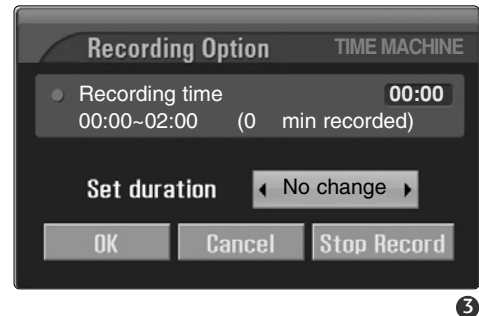 Recording Option TIME MACHINE
Recording time 00:00
00:00~02:00 (0 min recorded)
Set duration No change
OK Cancel Stop Record
3